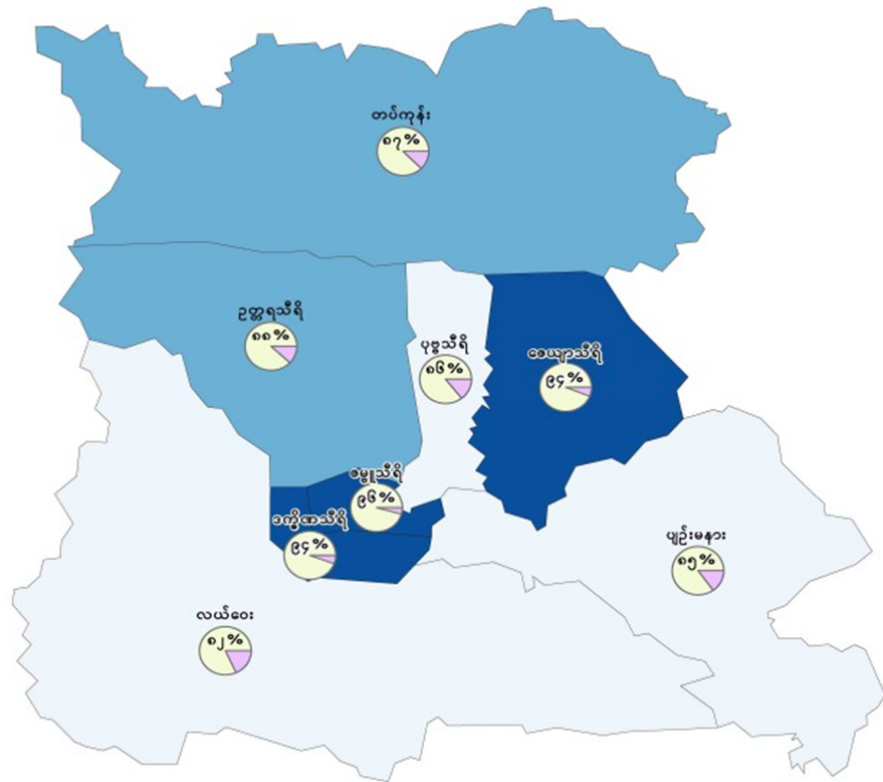 တပ်ကုန်း
၈၇%
ဥတ္တရသီရိ
၈၈%
ပုဗ္ဗသီရိ
၈၆%
ဇေယျာသီရိ
၉၄%
ဇမ္ဗူသီရိ
၉၆%
ဒက္ခိဏသီရိ
၉၄%
ပျဉ်းမနား
၈၅%
လယ်ဝေး
၈၂%